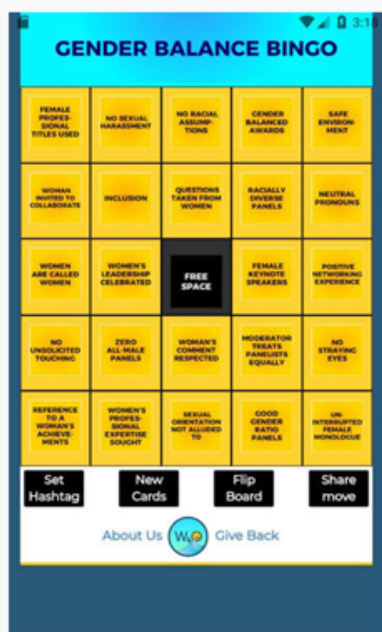 3:18
GENDER BALANCE BINGO
FEMALE
PROFES-
SIONAL
TITLES USED
NO SEXUAL
HARASSMENT
NO RACIAL
ASSUMP-
TIONS
GENDER
BALANCED
AWARDS
SAFE
ENVIRON-
MENT
WOMAN
INVITED TO
COLLABORATE
INCLUSION
QUESTIONS
TAKEN FROM
WOMEN
RACIALLY
DIVERSE
PANELS
NEUTRAL
PRONOUNS
WOMEN
ARE CALLED
WOMEN
WOMEN'S
LEADERSHIP
CELEBRATED
FREE
SPACE
FEMALE
KEYNOTE
SPEAKERS
POSITIVE
NETWORKING
EXPERIENCE
NO
UNSOLICITED
TOUCHING
ZERO
ALL-MALE
PANELS
WOMAN'S
COMMENT
RESPECTED
MODERATOR
TREATS
PANELISTS
EQUALLY
NO
STRAYING
EYES
REFERENCE
TO A
WOMAN'S
ACHIEVE-
MENTS
WOMEN'S
PROFES-
SIONAL
EXPERTISE
SOUGHT
SEXUAL
ORIENTATION
NOT ALLUDED
TO
GOOD
GENDER
RATIO
PANELS
UN-
INTERRUPTED
FEMALE
MONOLOGUE
Set
Hashtag
New
Cards
Flip
Board
Share
move
About Us
Give Back